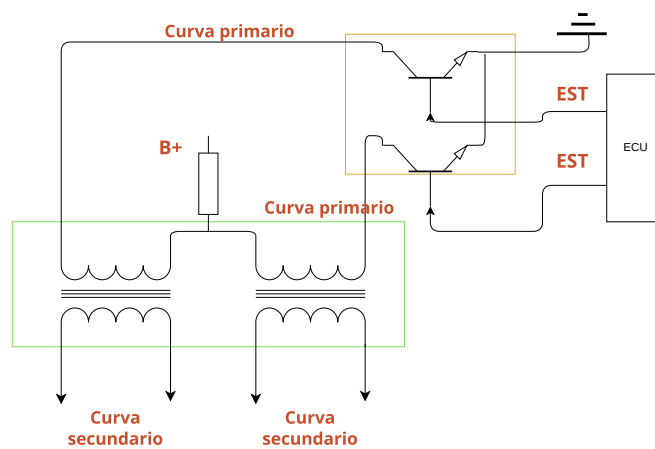 Curva primario
EST
ECU
B+
EST
Curva primario
Curva
secundario
Curva
secundario